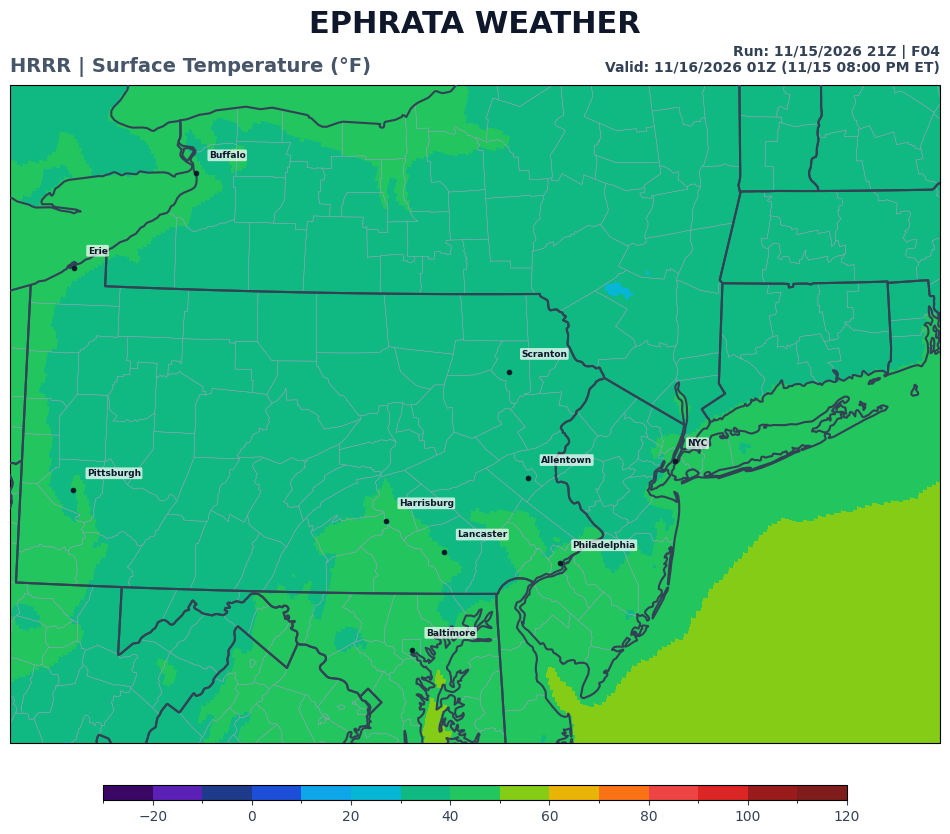 EPHRATA WEATHER
HRRR | Surface Temperature (°F)
Run: 11/15/2026 21Z | F04
Valid: 11/16/2026 01Z (11/15 08:00 PM ET)
Buffalo
Erie
Scranton
NYC
Allentown
Pittsburgh
Harrisburg
Lancaster
Philadelphia
Baltimore
−20 0 20 40 60 80 100 120